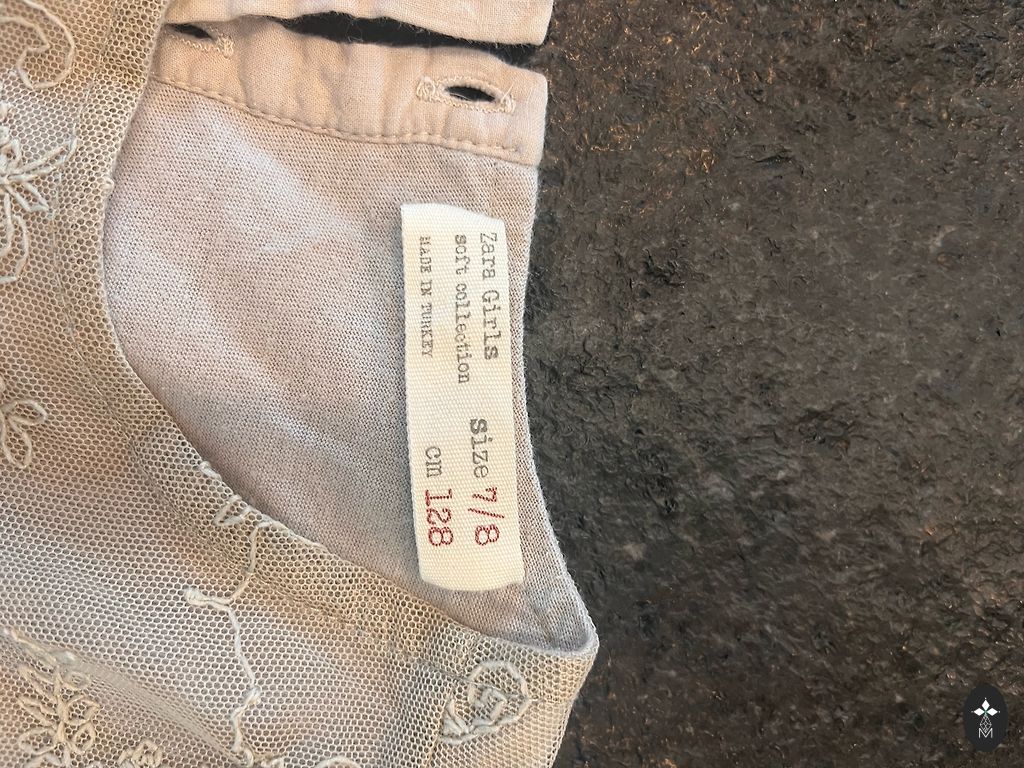 Zara Girls
soft collection
MADE IN TURKEY
Size 7/8
cm 128
M